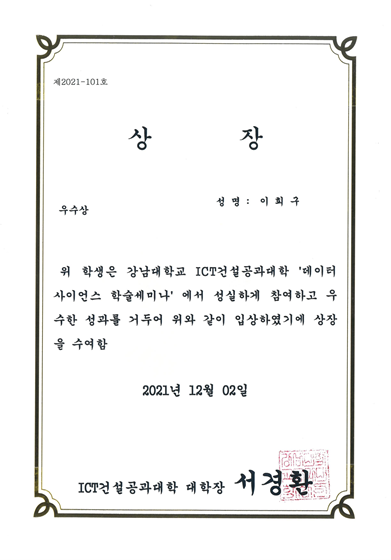 제2021-101호
상 장
우수상
성 명 : 이 희 구
위 학생은 강남대학교 ICT건설공과대학 '데이터
사이언스 학술세미나' 에서 성실하게 참여하고 우
수한 성과를 거두어 위와 같이 입상하였기에 상장
을 수여함
2021년 12월 02일
ICT건설공과대학 대학장 서경환